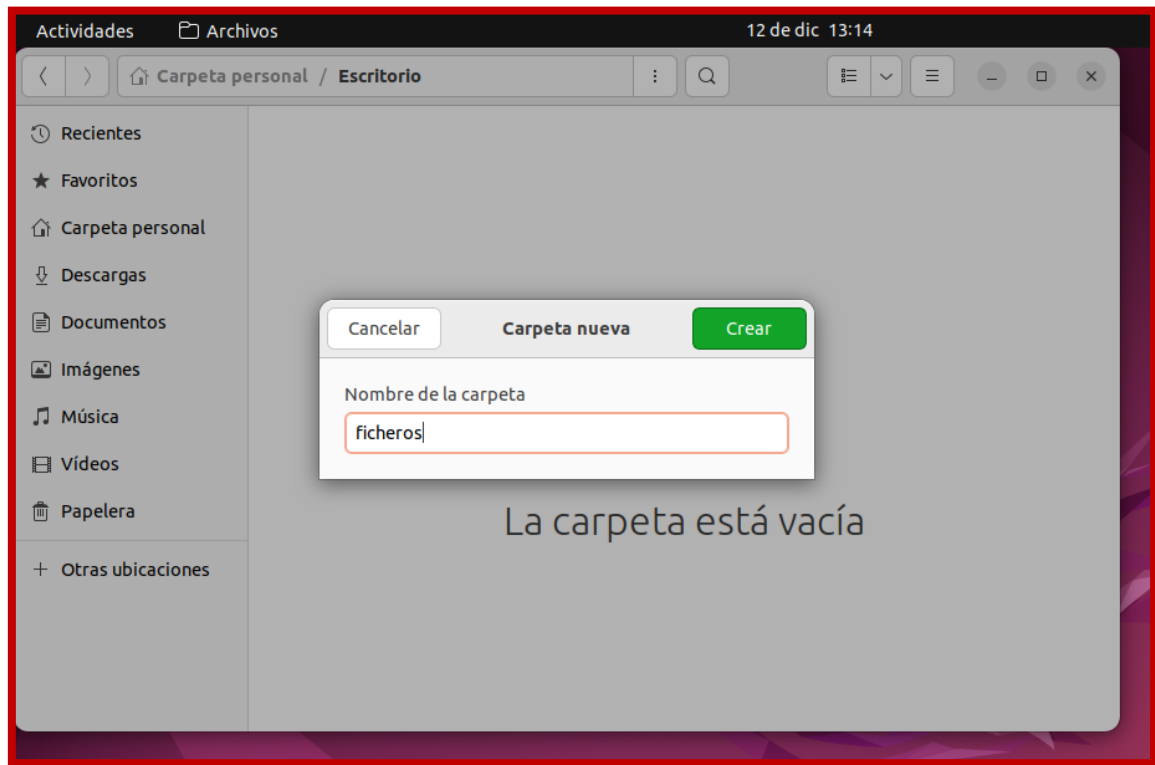 Actividades Archivos 12 de dic 13:14
Carpeta personal / Escritorio
Recientes
Favoritos
Carpeta personal
Descargas
Documentos
Imágenes
Música
Vídeos
Papelera
+ Otras ubicaciones
Cancelar Carpeta nueva Crear
Nombre de la carpeta
ficheros
La carpeta está vacía